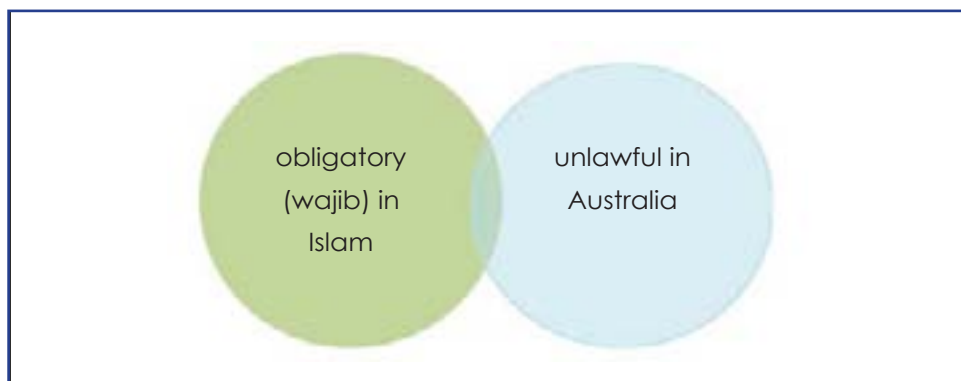 obligatory
(wajib) in
Islam
unlawful in
Australia